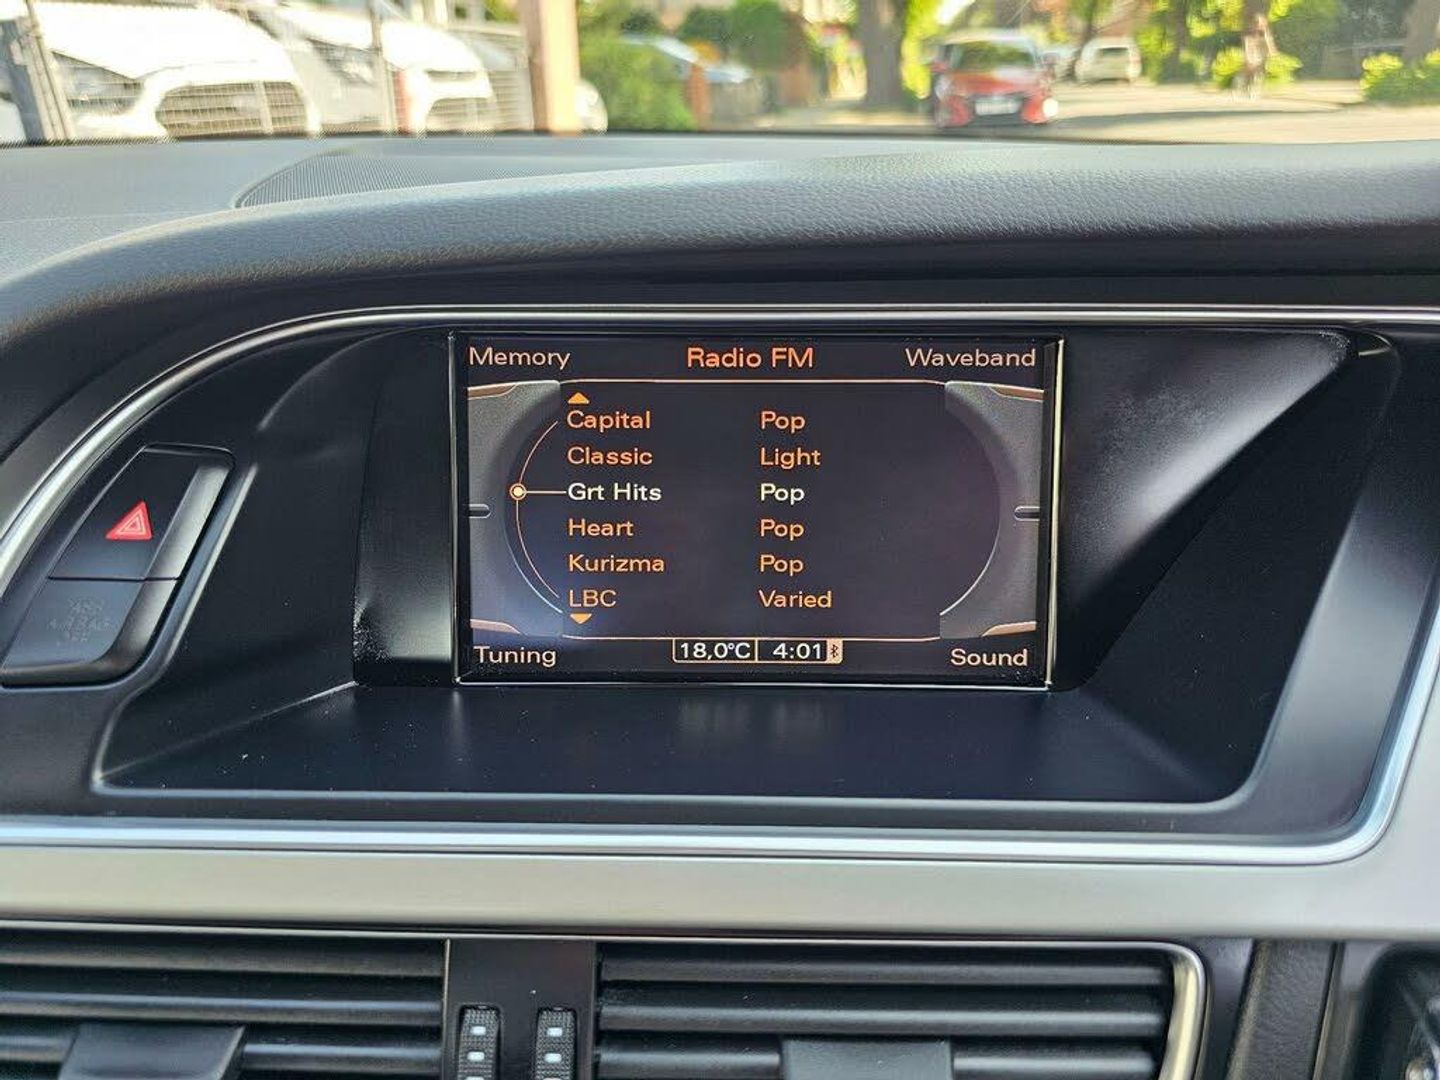 Memory Radio FM Waveband
Capital Pop
Classic Light
Grt Hits Pop
Heart Pop
Kurizma Pop
LBC Varied
Tuning 18,0°C 4:01 Sound